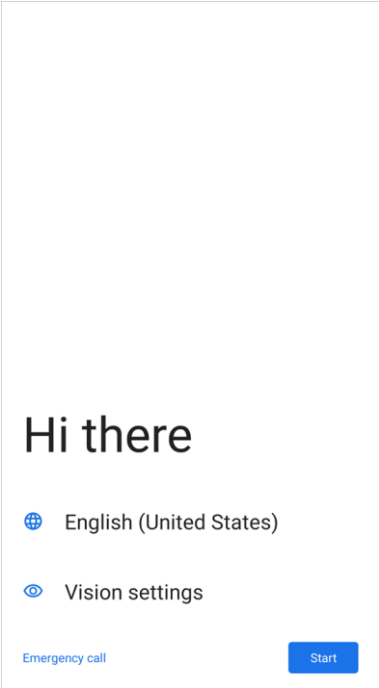 Hi there
English (United States)
Vision settings
Emergency call
Start